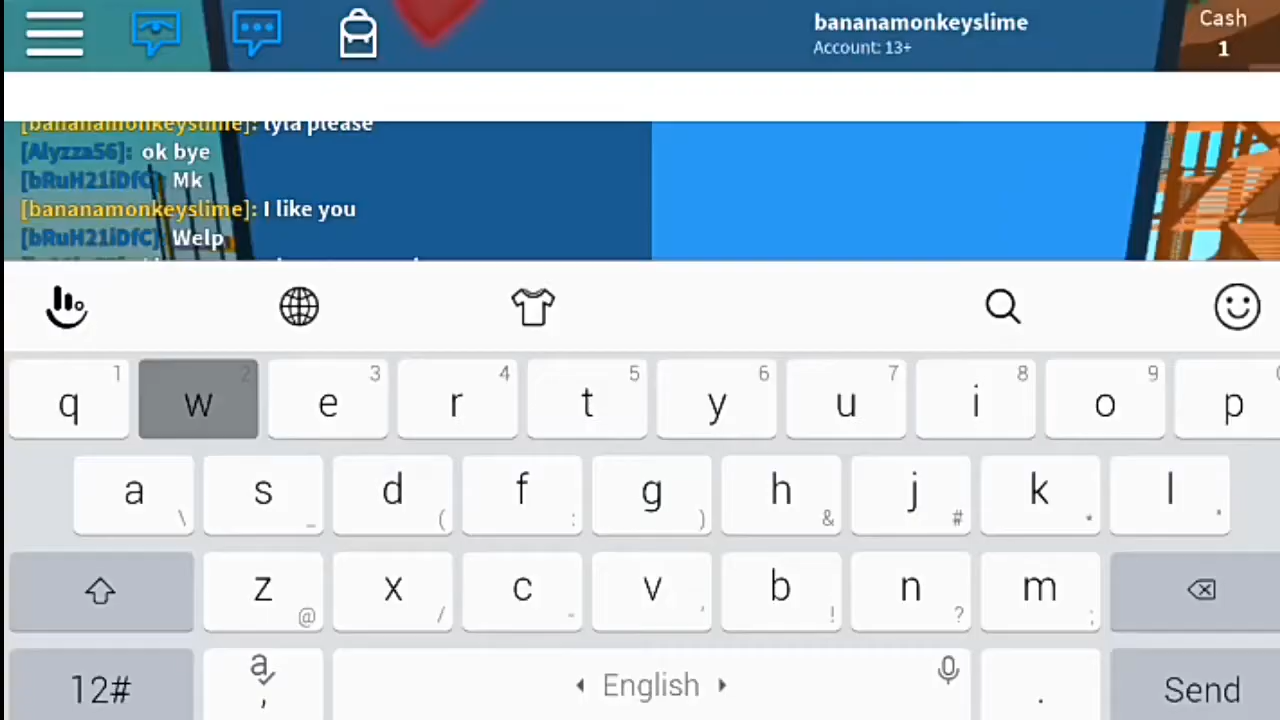 bananamonkeyslime
Account: 13+
Cash
1
[bananamonkeyslime]: lyla please
[Alyzza56]: ok bye
[bRuH21iDfC] Mk
[bananamonkeyslime]: I like you
[bRuH21iDfC] Welp
1 2 3 4 5 6 7 8 9
q w e r t y u i o p
a s d f g h j k l
\ _ ( : ) & # * '
z x c v b n m
@ / - ' ! ? ;
12# a , English . Send